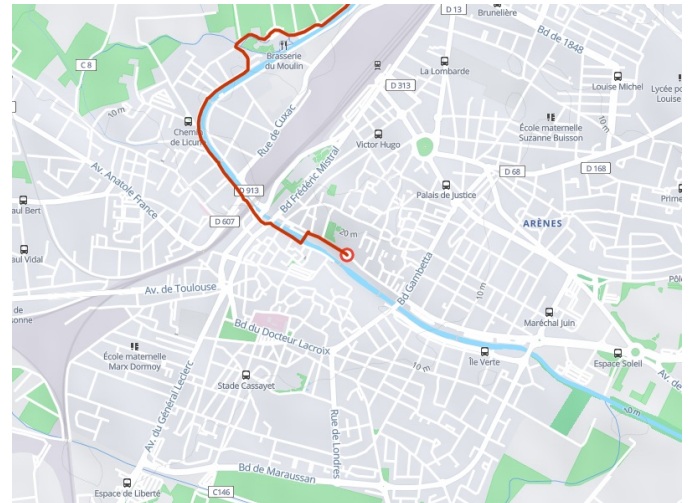 D 13
Brunelière
Bd de 1848
C 8
Brasserie
du Moulin
La Lombarde
D 313
Louise Michel
Lycée po
Louise
10 m
Chemin
de Licune
Rue de Cuxac
Victor Hugo
École maternelle
Suzanne Buisson
10 m
D 68
D 168
Av. Anatole France
D 913
Bd Frédéric Mistral
Palais de Justice
Prime
aul Bert
D 607
20 m
ARÈNES
aul Vidal
Pôl
Av. de Toulouse
Bd Gambetta
10 m
de
onne
Maréchal Juin
Bd du Docteur Lacroix
École maternelle
Marx Dormoy
Île Verte
Espace Soleil
10 m
Av. de
Stade Cassayet
Av. du Général Leclerc
Rue de Londres
10 m
Bd de Maraussan
C146
Espace de Liberté